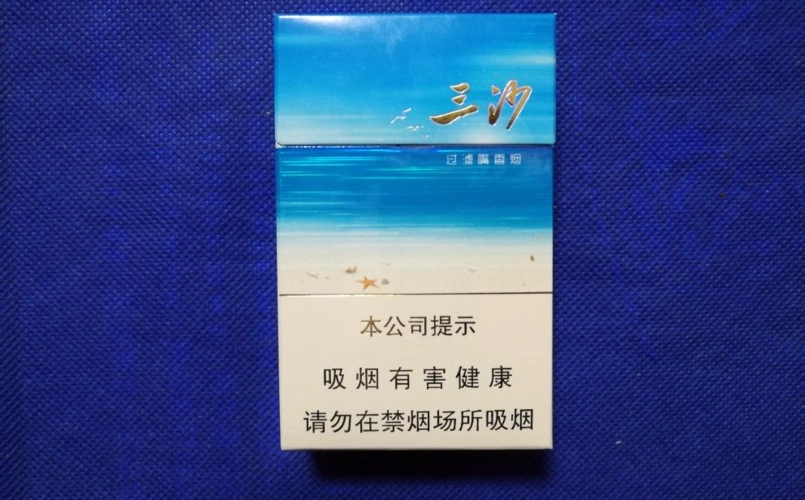 三沙
过滤嘴香烟
本公司提示
吸烟有害健康
请勿在禁烟场所吸烟